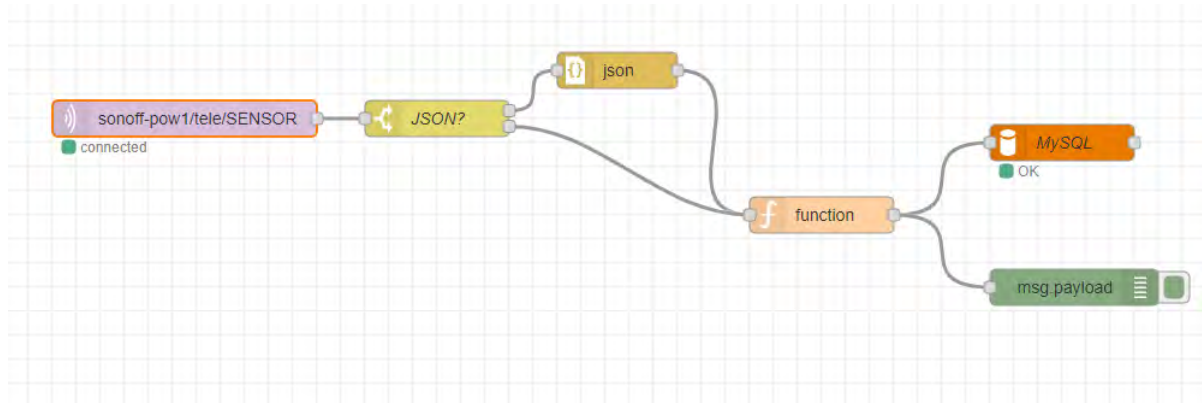 json
sonoff-pow1/tele/SENSOR
JSON?
connected
MySQL
OK
function
msg.payload